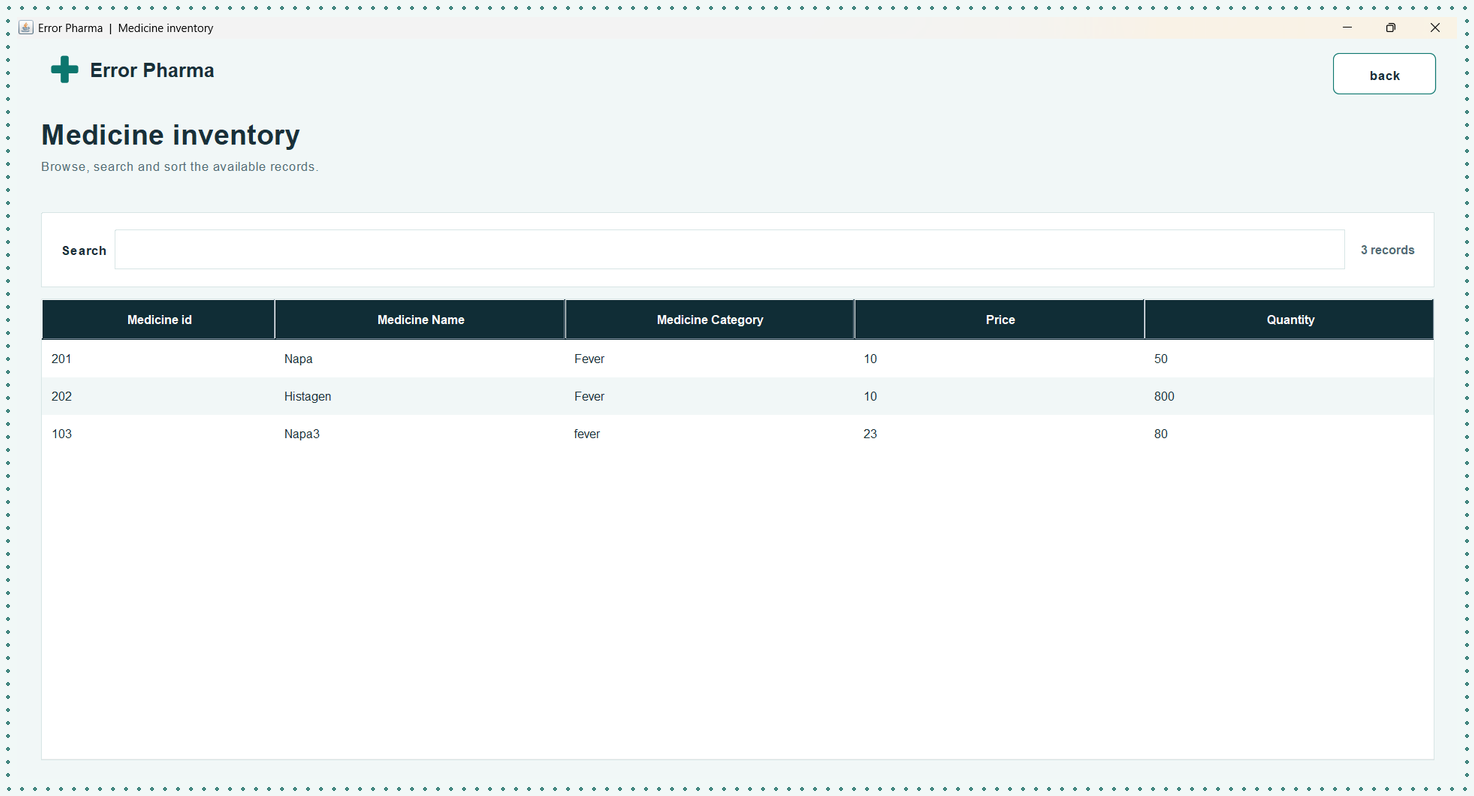 Error Pharma | Medicine inventory
Error Pharma
back
Medicine inventory
Browse, search and sort the available records.
Search 3 records
Medicine id Medicine Name Medicine Category Price Quantity
201 Napa Fever 10 50
202 Histagen Fever 10 800
103 Napa3 fever 23 80